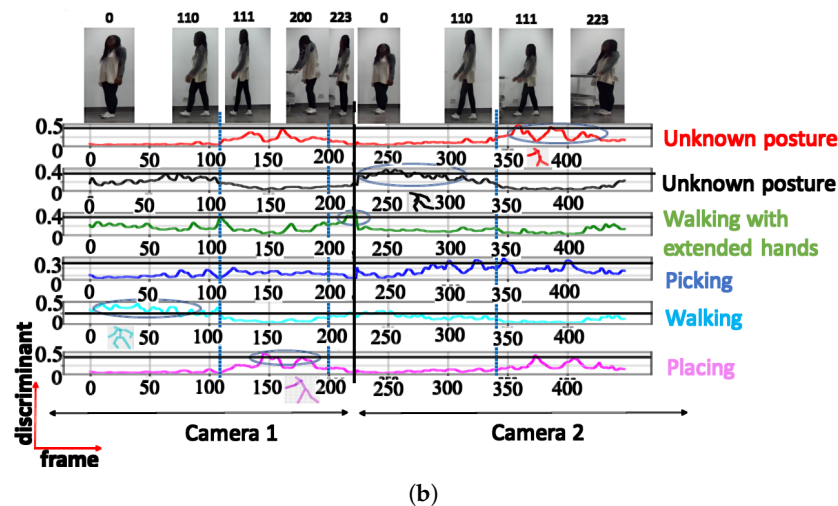 0 110 111 200 223 0 110 111 223
0.5
0
0 50 100 150 200 250 300 350 400
Unknown posture
0.4
0
0 50 100 150 200 250 300 350 400
Unknown posture
0.4
0
0 50 100 150 200 250 300 350 400
Walking with
extended hands
0.3
0
0 50 100 150 200 250 300 350 400
Picking
0.5
0
0 50 100 150 200 250 300 350 400
Walking
0.5
0
0 50 100 150 200 250 300 350 400
Placing
discriminant
frame
Camera 1 Camera 2
(b)